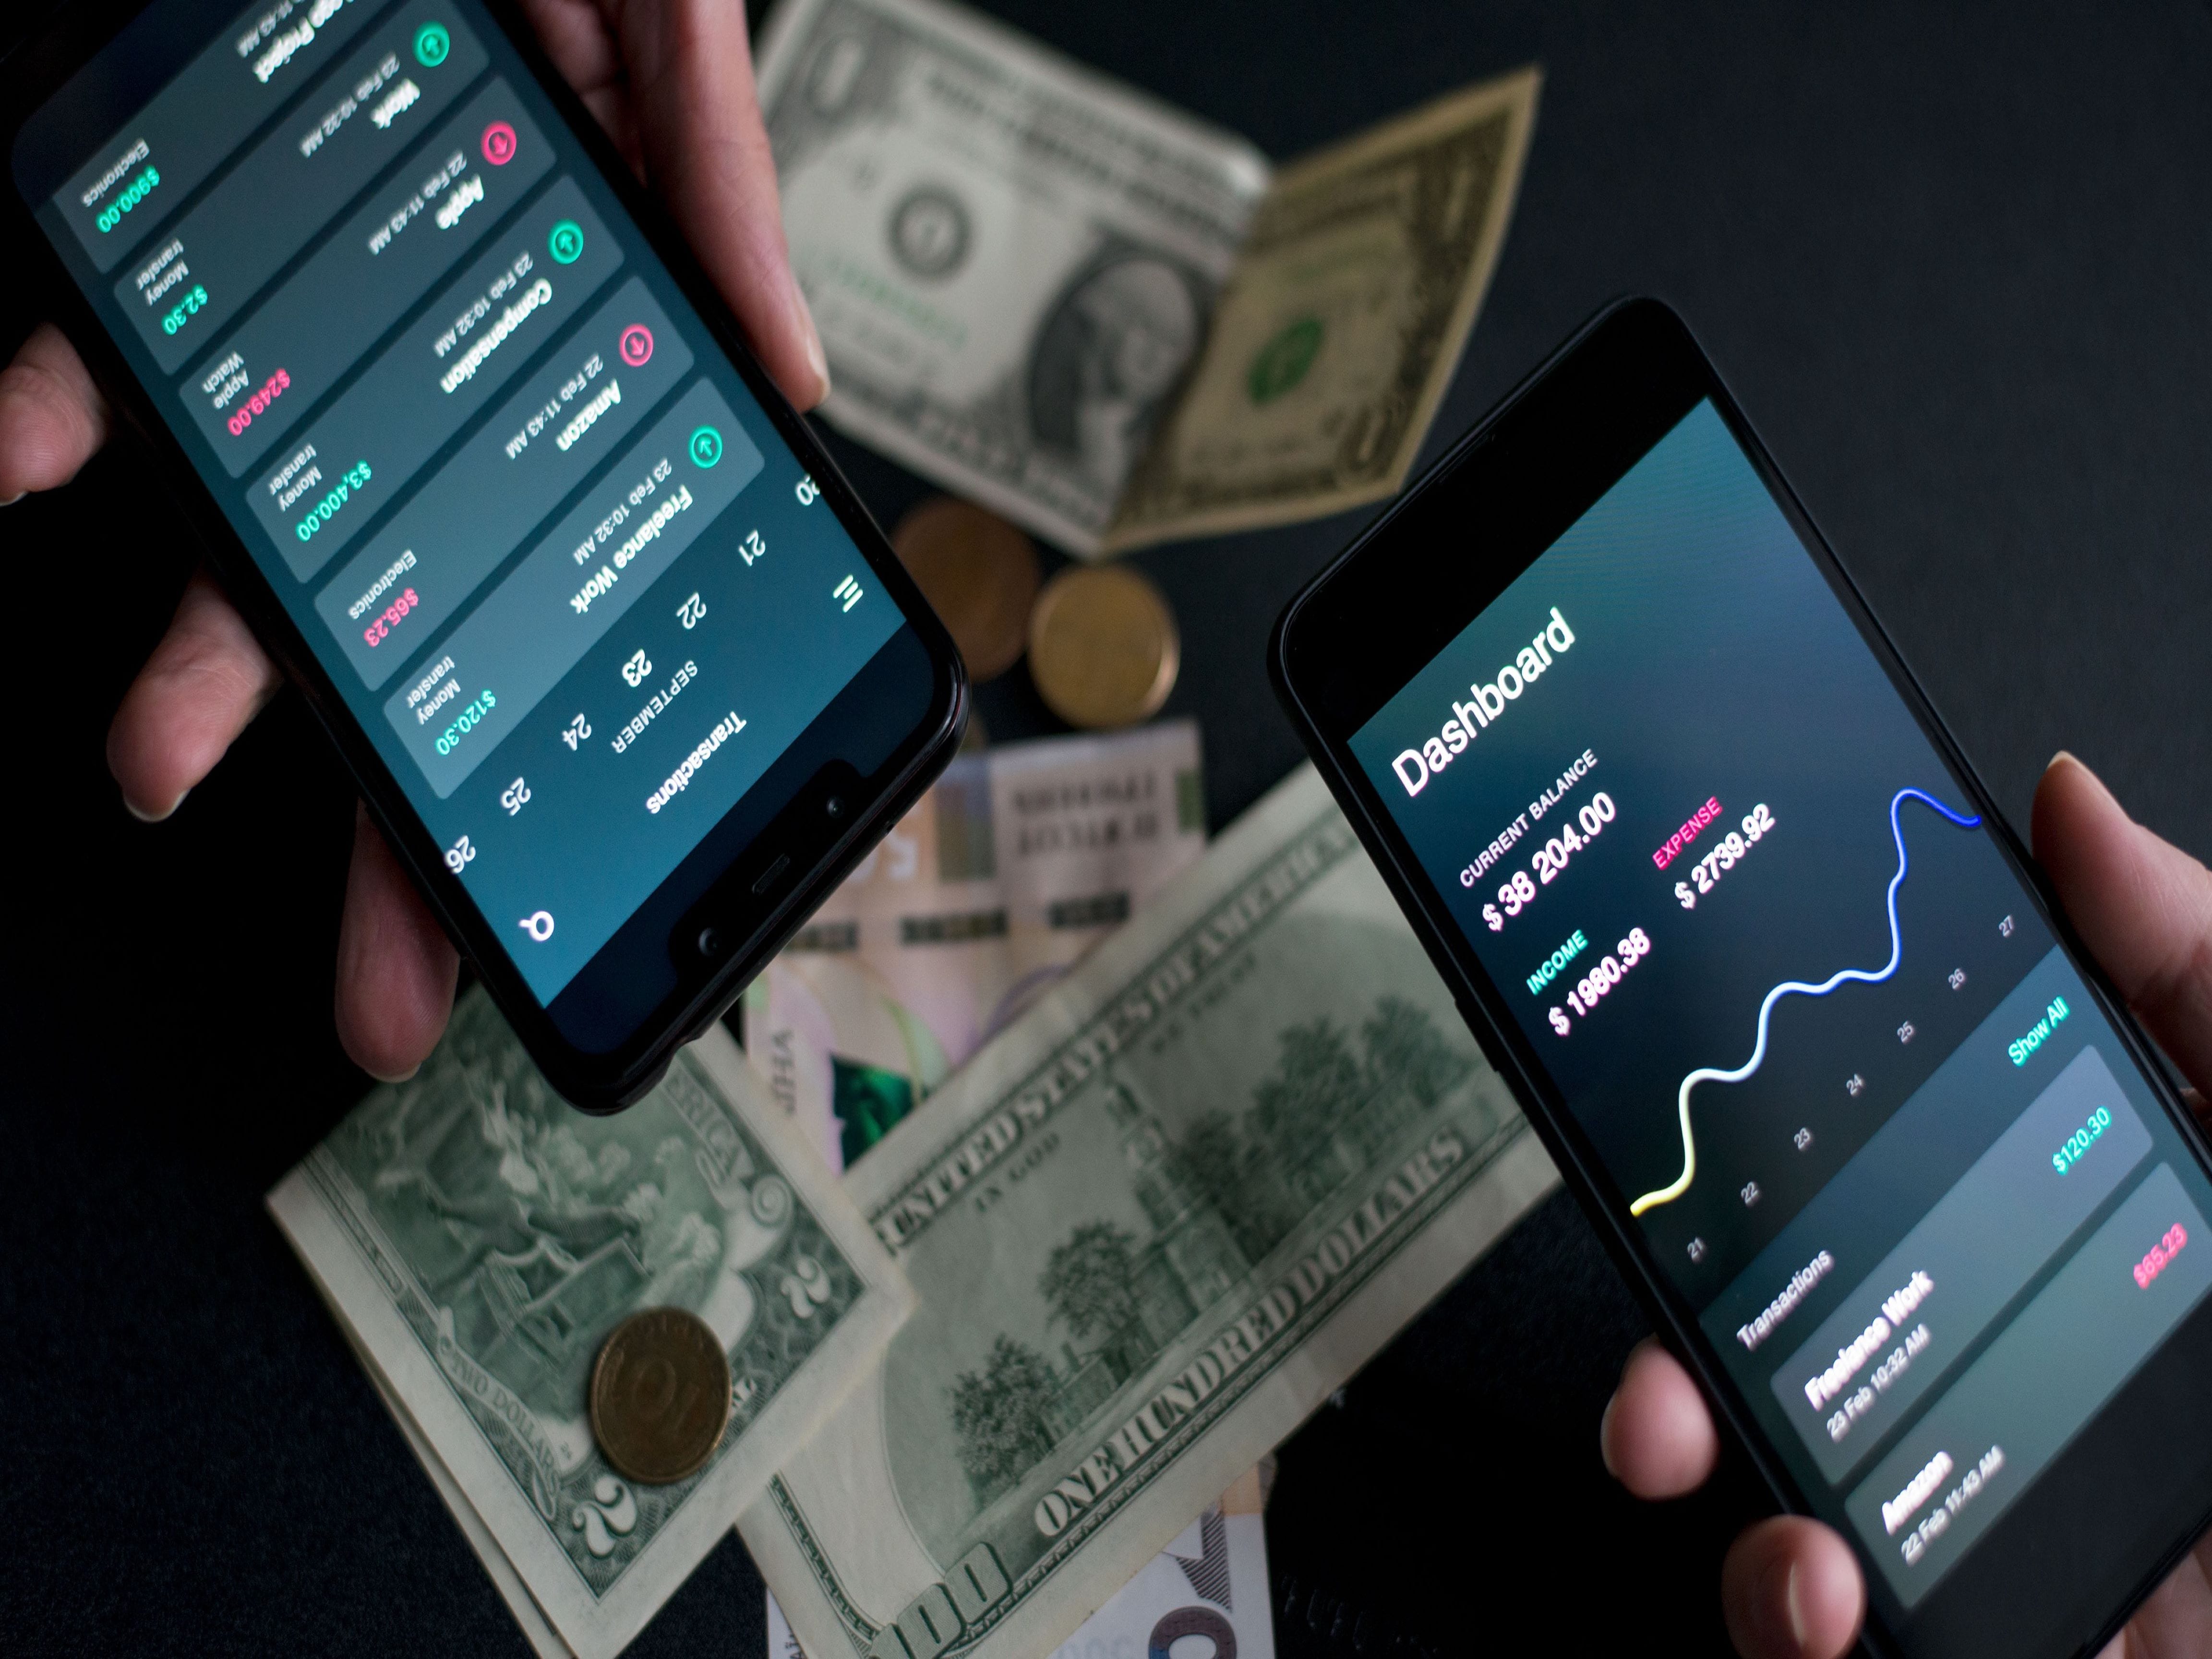 Transactions
SEPTEMBER
20
21
22
23
24
25
26
Freelance Work
23 Feb 10:32 AM
$120.30
Money
transfer
Amazon
22 Feb 11:43 AM
$65.23
Electronics
Compensation
23 Feb 10:32 AM
$3,400.00
Money
transfer
Apple
22 Feb 11:43 AM
$249.00
Apple
Watch
Work
23 Feb 10:32 AM
$2.30
Money
transfer
Project
11:43 AM
$900.00
Electronics
Dashboard
CURRENT BALANCE
$ 38 204.00
INCOME
$ 1980.38
EXPENSE
$ 2739.92
21
22
23
24
25
26
27
Transactions
Show All
Freelance Work
23 Feb 10:32 AM
$120.30
Amazon
22 Feb 11:43 AM
$65.23
UNITED STATES OF AMERICA
IN GOD WE TRUST
ONE HUNDRED DOLLARS
100
TWO DOLLARS
2
2
10